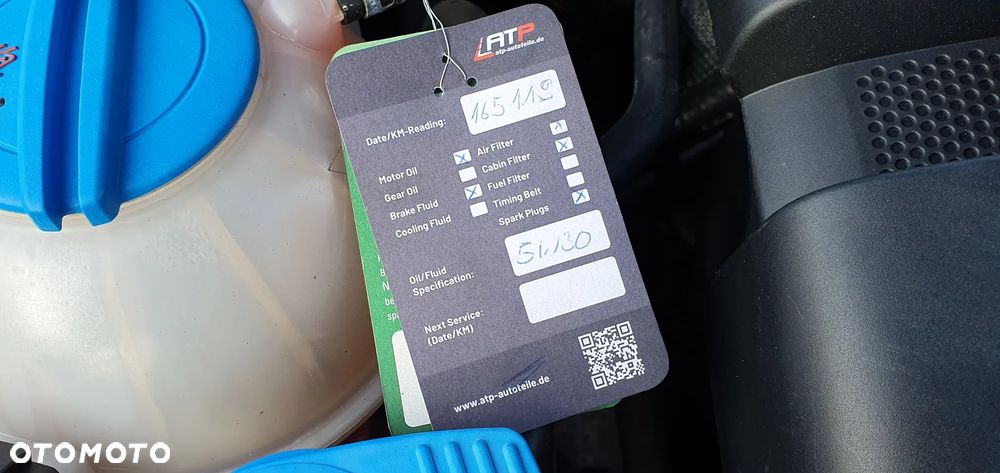 ATP
atp-autoteile.de
Date/KM-Reading: 165 112
Motor Oil
Air Filter
Gear Oil
Cabin Filter
Brake Fluid
Fuel Filter
Cooling Fluid
Timing Belt
Spark Plugs
Oil/Fluid
Specification:
Next Service:
(Date/KM)
www.atp-autoteile.de
OTOMOTO